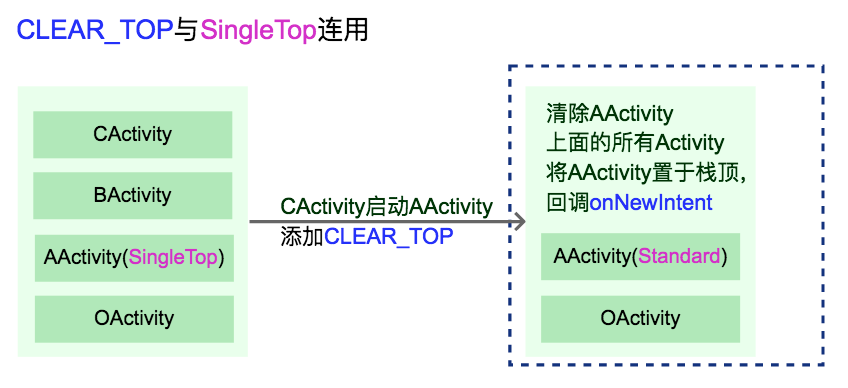 CLEAR_TOP与SingleTop连用
CActivity
BActivity
AActivity(SingleTop)
OActivity
CActivity启动AActivity
添加CLEAR_TOP
清除AActivity
上面的所有Activity
将AActivity置于栈顶，
回调onNewIntent
AActivity(Standard)
OActivity